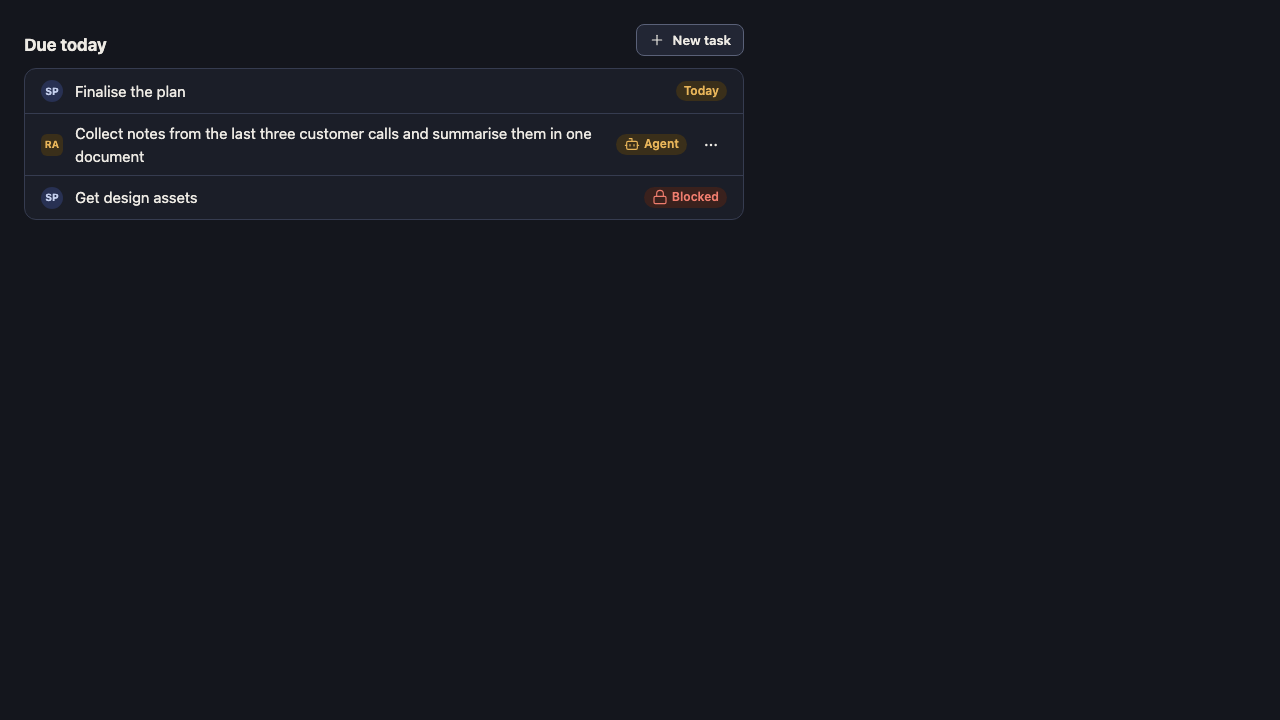 Due today
New task
SP Finalise the plan Today
RA Collect notes from the last three customer calls and summarise them in one
document
Agent
SP Get design assets Blocked